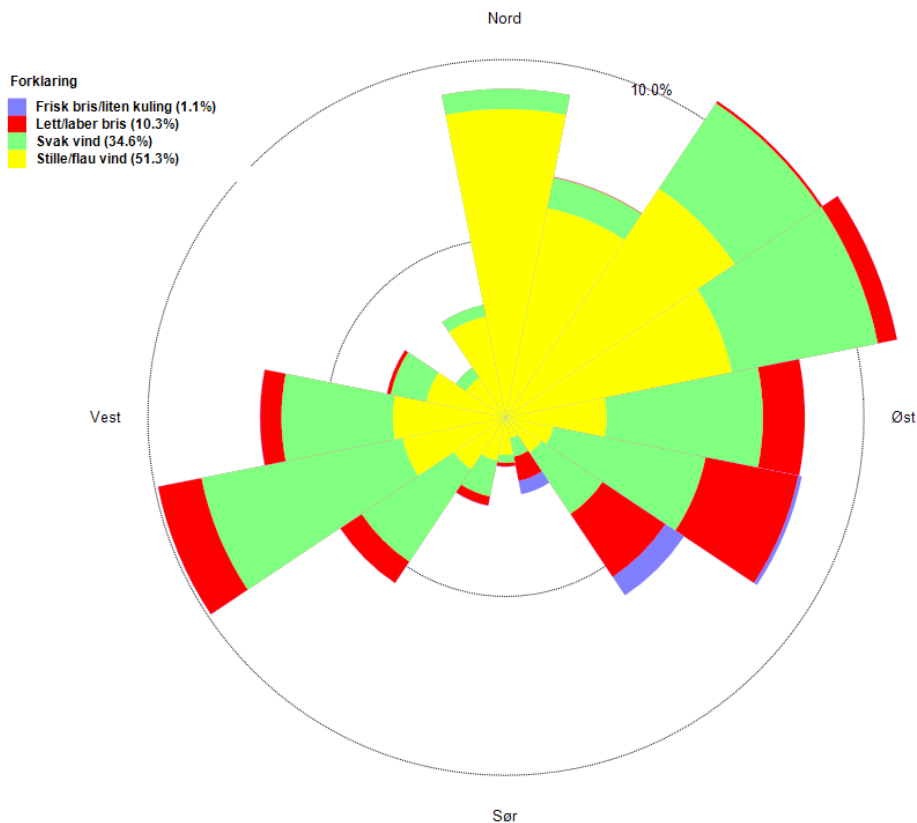 Nord
10.0%
Forklaring
Frisk bris/liten kuling (1.1%)
Lett/laber bris (10.3%)
Svak vind (34.6%)
Stille/flau vind (51.3%)
Vest
Øst
Sør